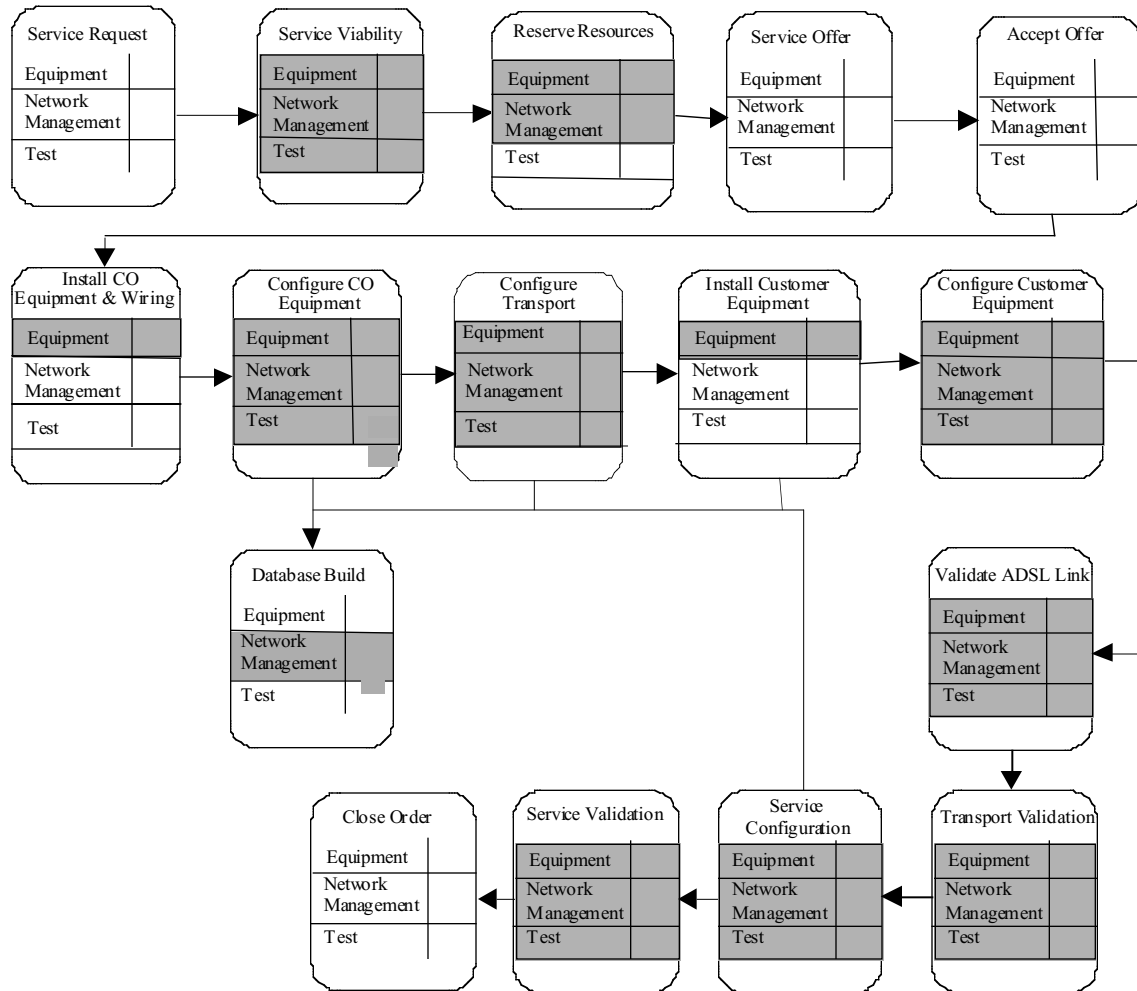 Service Request
Equipment
Network
Management
Test
Service Viability
Equipment
Network
Management
Test
Reserve Resources
Equipment
Network
Management
Test
Service Offer
Equipment
Network
Management
Test
Accept Offer
Equipment
Network
Management
Test
Install CO
Equipment & Wiring
Equipment
Network
Management
Test
Configure CO
Equipment
Equipment
Network
Management
Test
Configure
Transport
Equipment
Network
Management
Test
Install Customer
Equipment
Equipment
Network
Management
Test
Configure Customer
Equipment
Equipment
Network
Management
Test
Database Build
Equipment
Network
Management
Test
Validate ADSL Link
Equipment
Network
Management
Test
Close Order
Equipment
Network
Management
Test
Service Validation
Equipment
Network
Management
Test
Service
Configuration
Equipment
Network
Management
Test
Transport Validation
Equipment
Network
Management
Test